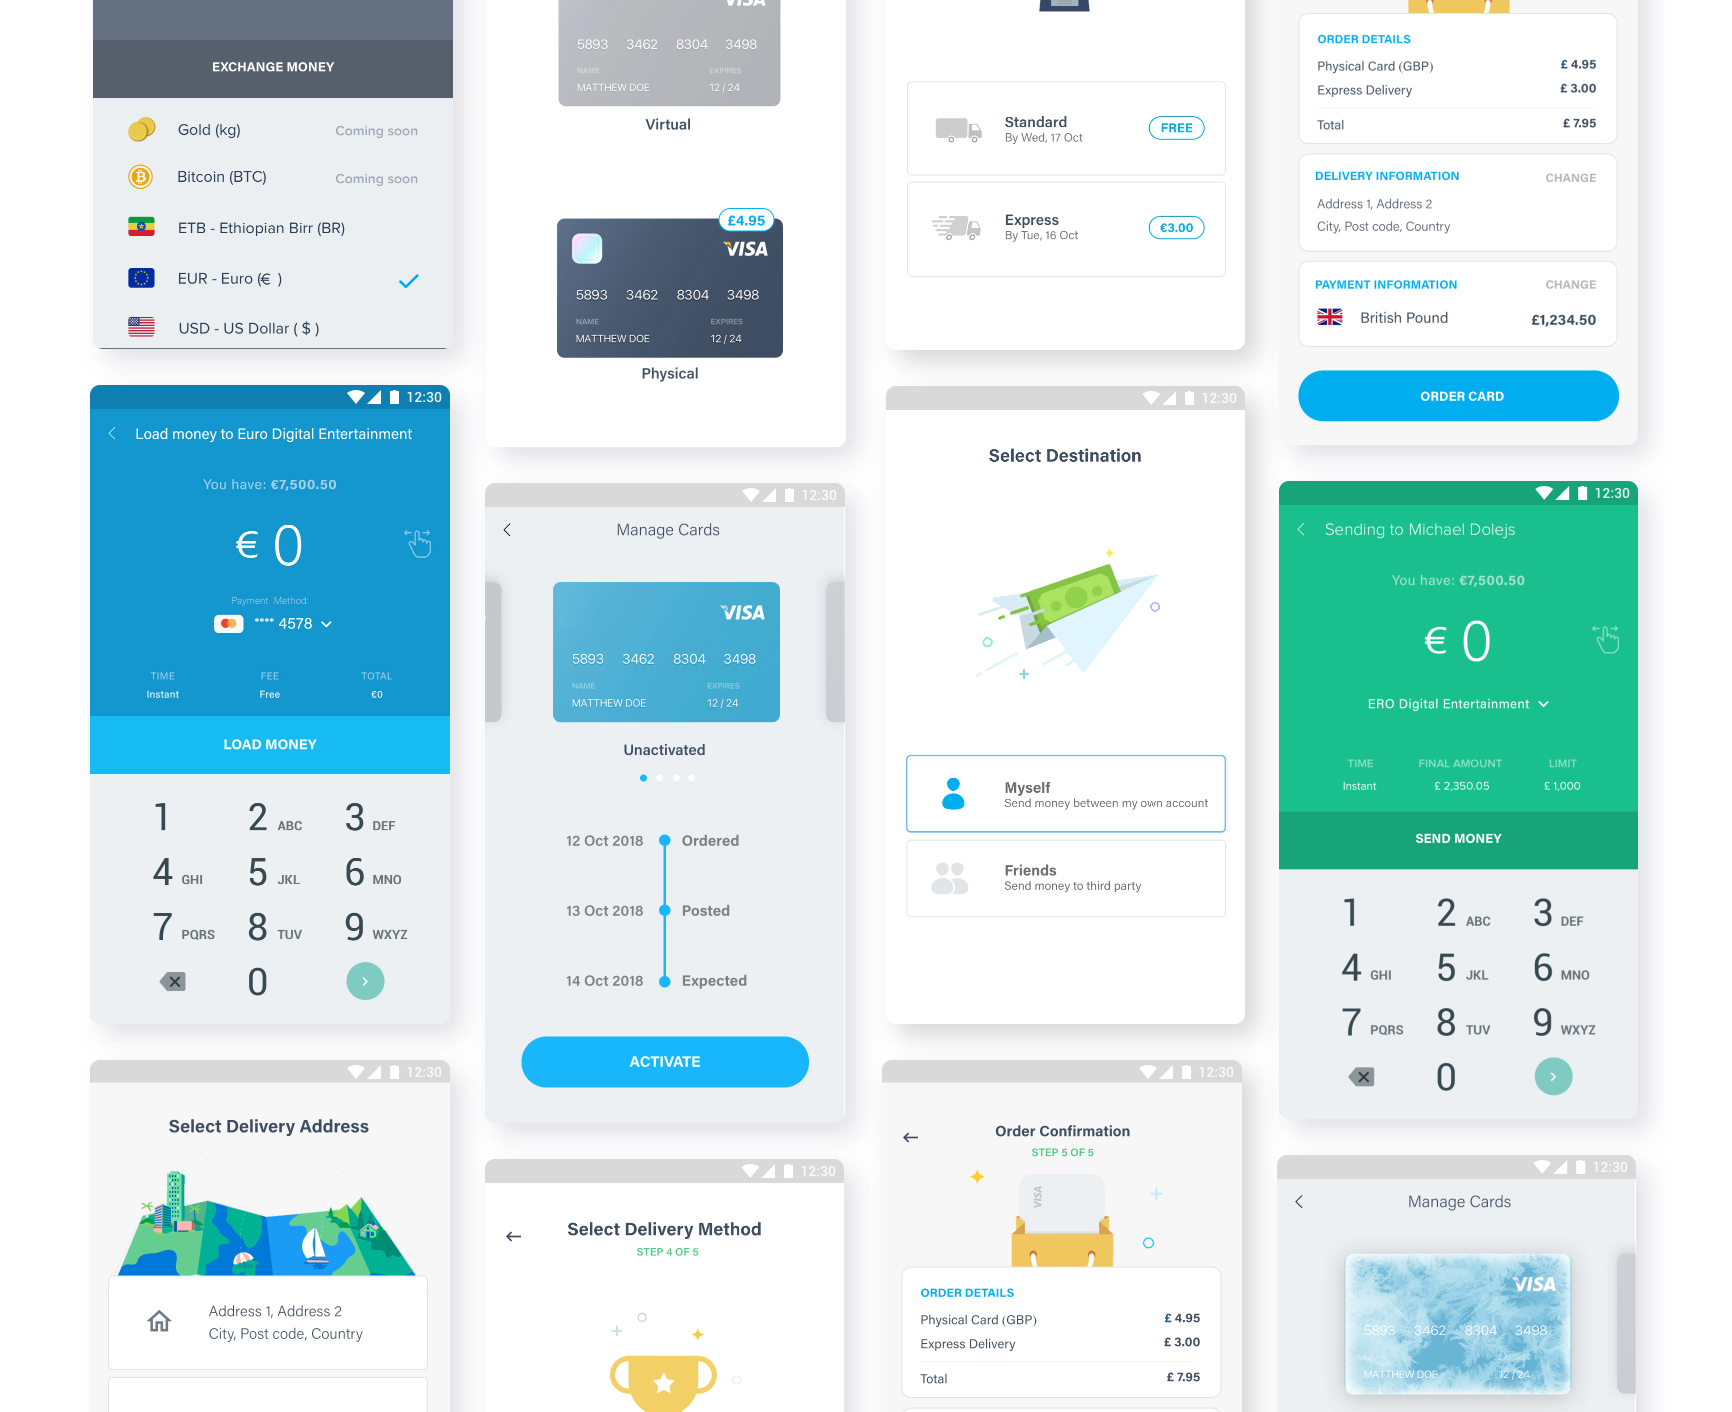 EXCHANGE MONEY
Gold (kg) Coming soon
Bitcoin (BTC) Coming soon
ETB - Ethiopian Birr (BR)
EUR - Euro (€ )
USD - US Dollar ( $ )
12:30
Load money to Euro Digital Entertainment
You have: €7,500.50
€ 0
Payment Method:
**** 4578
TIME FEE TOTAL
Instant Free €0
LOAD MONEY
1 2 ABC 3 DEF
4 GHI 5 JKL 6 MNO
7 PQRS 8 TUV 9 WXYZ
0
12:30
Select Delivery Address
Address 1, Address 2
City, Post code, Country
VISA
5893 3462 8304 3498
NAME EXPIRES
MATTHEW DOE 12 / 24
Virtual
£4.95
VISA
5893 3462 8304 3498
NAME EXPIRES
MATTHEW DOE 12 / 24
Physical
12:30
Manage Cards
VISA
5893 3462 8304 3498
NAME EXPIRES
MATTHEW DOE 12 / 24
Unactivated
12 Oct 2018 Ordered
13 Oct 2018 Posted
14 Oct 2018 Expected
ACTIVATE
12:30
Select Delivery Method
STEP 4 OF 5
Standard
By Wed, 17 Oct
FREE
Express
By Tue, 16 Oct
€3.00
12:30
Select Destination
Myself
Send money between my own account
Friends
Send money to third party
12:30
Order Confirmation
STEP 5 OF 5
VISA
ORDER DETAILS
Physical Card (GBP) £ 4.95
Express Delivery £ 3.00
Total £ 7.95
ORDER DETAILS
Physical Card (GBP) £ 4.95
Express Delivery £ 3.00
Total £ 7.95
DELIVERY INFORMATION CHANGE
Address 1, Address 2
City, Post code, Country
PAYMENT INFORMATION CHANGE
British Pound £1,234.50
ORDER CARD
12:30
Sending to Michael Dolejs
You have: €7,500.50
€ 0
ERO Digital Entertainment
TIME FINAL AMOUNT LIMIT
Instant £ 2,350.05 £ 1,000
SEND MONEY
1 2 ABC 3 DEF
4 GHI 5 JKL 6 MNO
7 PQRS 8 TUV 9 WXYZ
0
12:30
Manage Cards
VISA
5893 3462 8304 3498
MATTHEW DOE 12 / 24